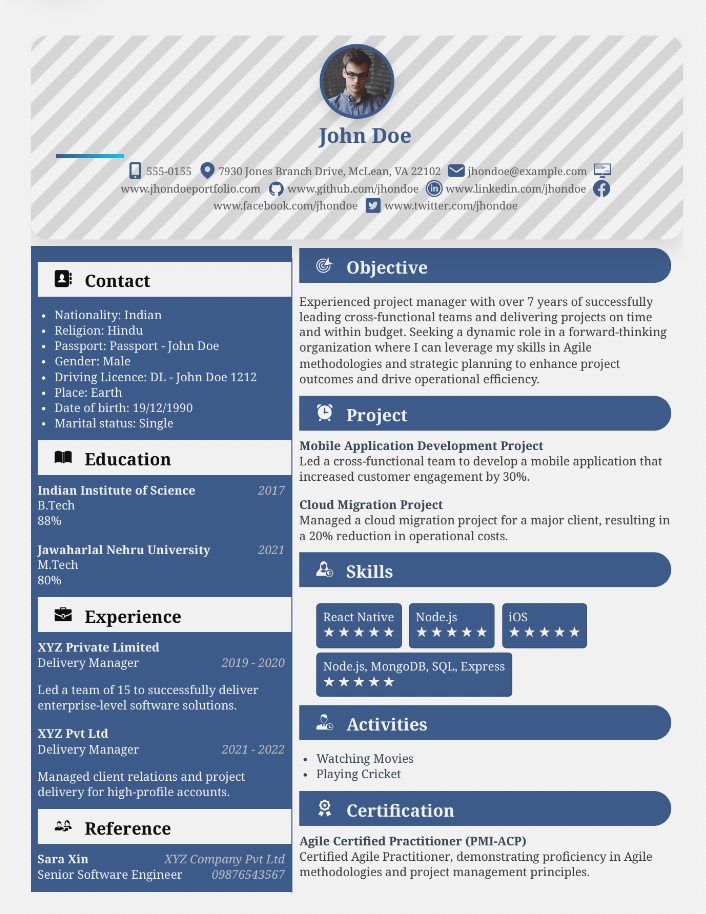 John Doe
555-0155 7930 Jones Branch Drive, McLean, VA 22102 jhondoe@example.com
www.jhondoeportfolio.com www.github.com/jhondoe www.linkedin.com/jhondoe
www.facebook.com/jhondoe www.twitter.com/jhondoe
Contact
• Nationality: Indian
• Religion: Hindu
• Passport: Passport - John Doe
• Gender: Male
• Driving Licence: DL - John Doe 1212
• Place: Earth
• Date of birth: 19/12/1990
• Marital status: Single
Education
Indian Institute of Science 2017
B.Tech
88%
Jawaharlal Nehru University 2021
M.Tech
80%
Experience
XYZ Private Limited
Delivery Manager 2019 - 2020
Led a team of 15 to successfully deliver
enterprise-level software solutions.
XYZ Pvt Ltd
Delivery Manager 2021 - 2022
Managed client relations and project
delivery for high-profile accounts.
Reference
Sara Xin XYZ Company Pvt Ltd
Senior Software Engineer 09876543567
Objective
Experienced project manager with over 7 years of successfully
leading cross-functional teams and delivering projects on time
and within budget. Seeking a dynamic role in a forward-thinking
organization where I can leverage my skills in Agile
methodologies and strategic planning to enhance project
outcomes and drive operational efficiency.
Project
Mobile Application Development Project
Led a cross-functional team to develop a mobile application that
increased customer engagement by 30%.
Cloud Migration Project
Managed a cloud migration project for a major client, resulting in
a 20% reduction in operational costs.
Skills
React Native Node.js iOS
★★★★★ ★★★★★ ★★★★★
Node.js, MongoDB, SQL, Express
★★★★★
Activities
• Watching Movies
• Playing Cricket
Certification
Agile Certified Practitioner (PMI-ACP)
Certified Agile Practitioner, demonstrating proficiency in Agile
methodologies and project management principles.